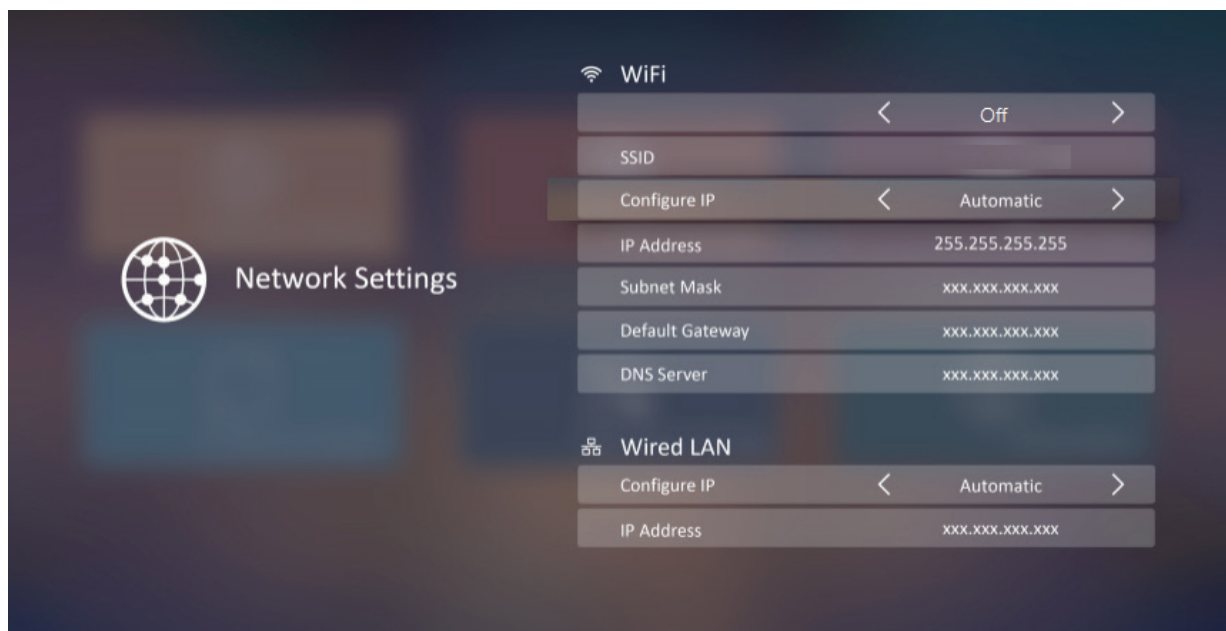 Network Settings
WiFi
Off
SSID
Configure IP Automatic
IP Address 255.255.255.255
Subnet Mask xxx.xxx.xxx.xxx
Default Gateway xxx.xxx.xxx.xxx
DNS Server xxx.xxx.xxx.xxx
Wired LAN
Configure IP Automatic
IP Address xxx.xxx.xxx.xxx